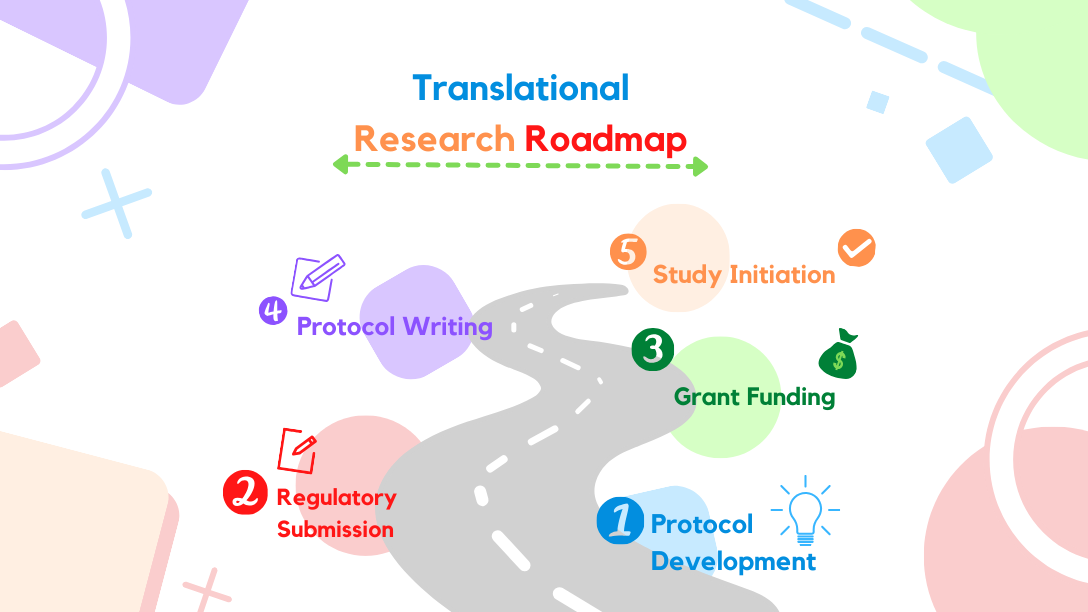 Translational
Research Roadmap
5
Study Initiation
4
Protocol Writing
3
$
Grant Funding
2
Regulatory
Submission
1
Protocol
Development